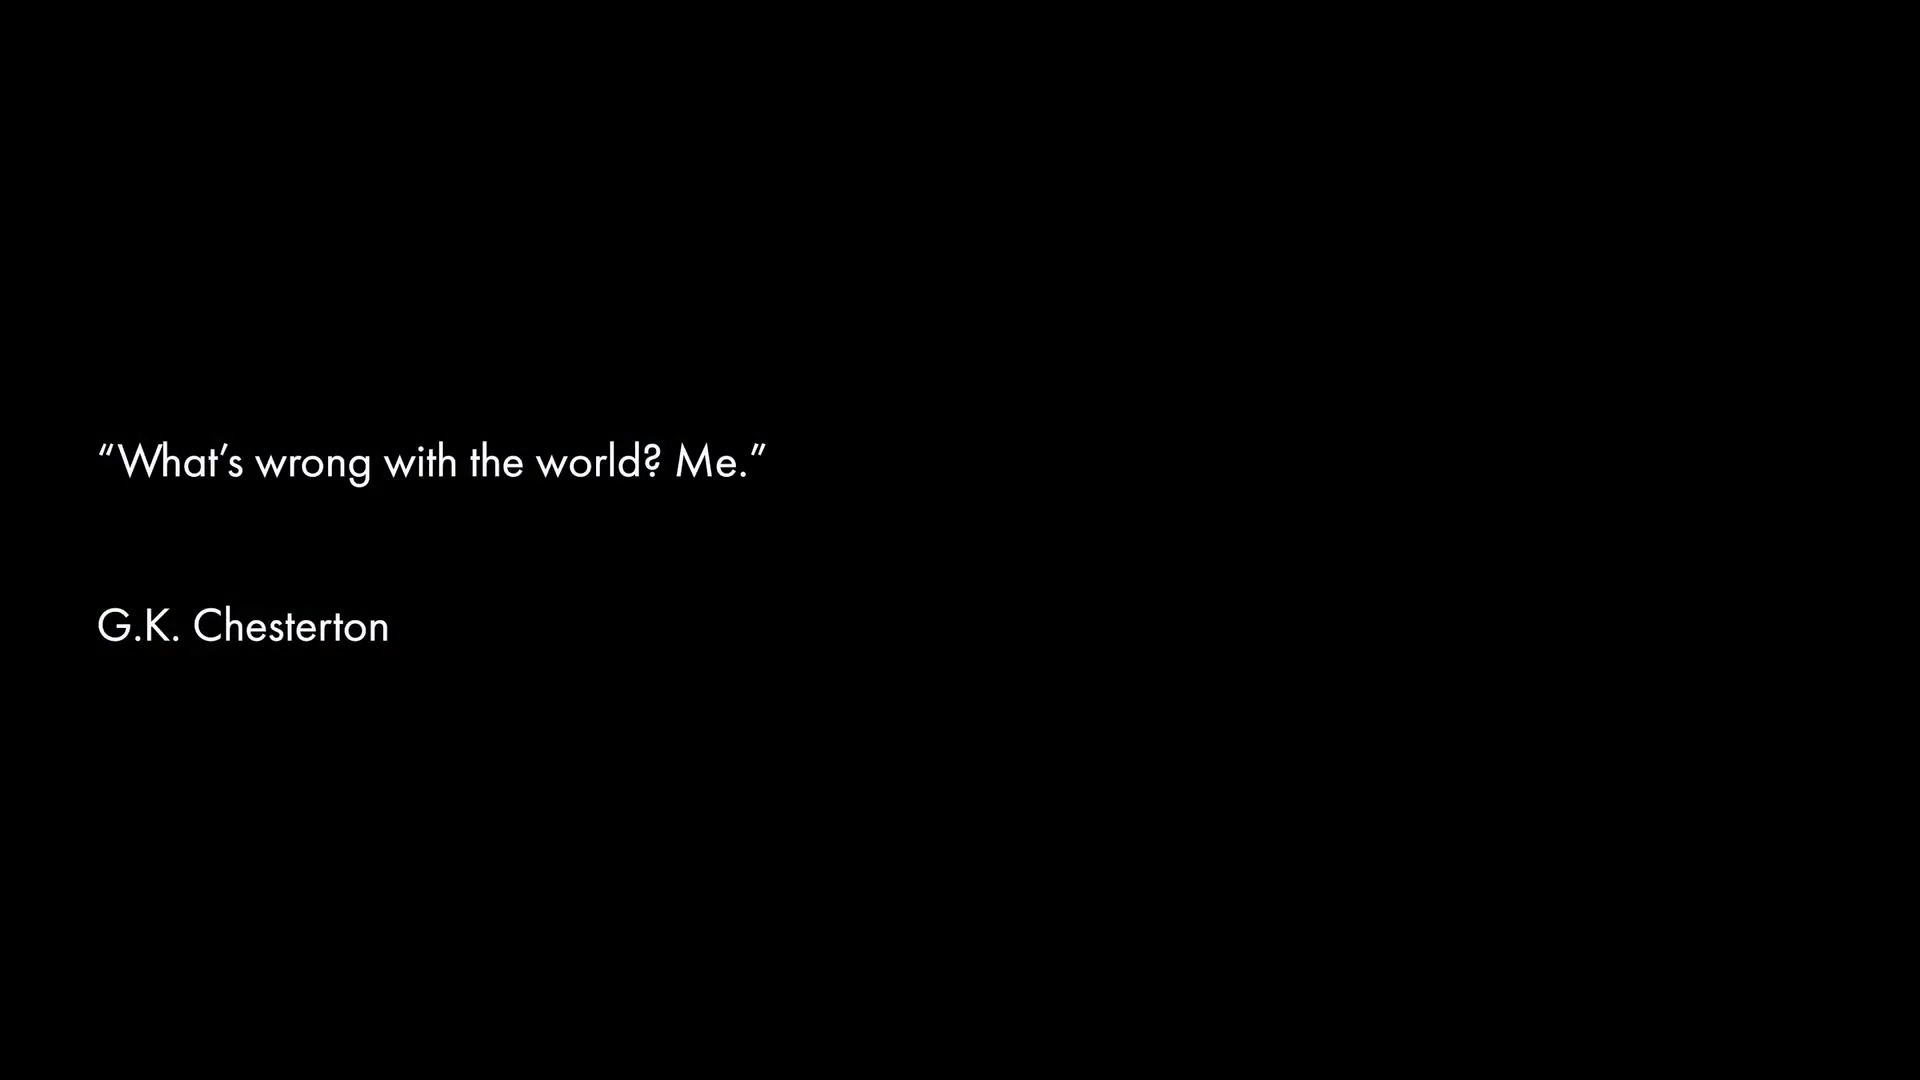 “What’s wrong with the world? Me.”
G.K. Chesterton